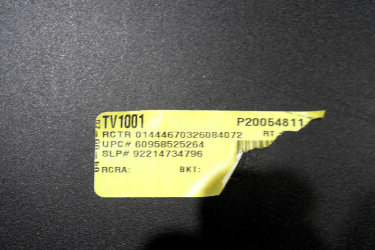 TV1001 P20054811
RCTR 01444670326084072 RT
UPC# 60958525264
SLP# 92214734796
RCRA: BKT: